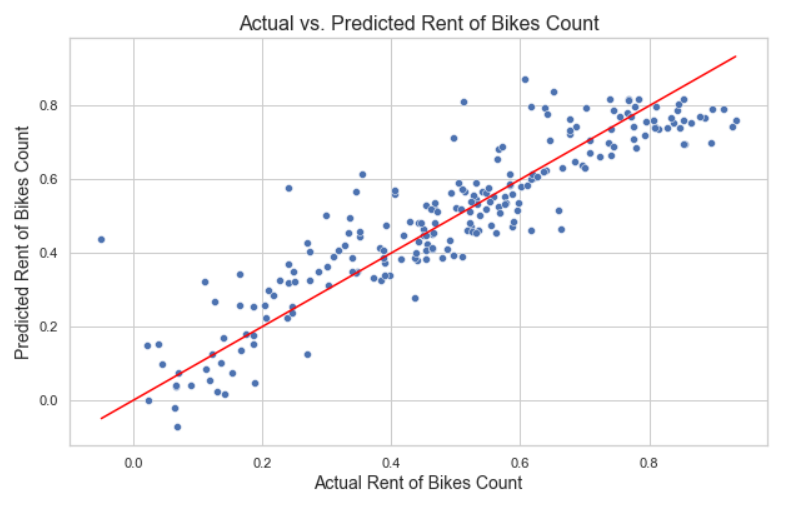 Actual vs. Predicted Rent of Bikes Count
Predicted Rent of Bikes Count
0.8
0.6
0.4
0.2
0.0
0.0 0.2 0.4 0.6 0.8
Actual Rent of Bikes Count